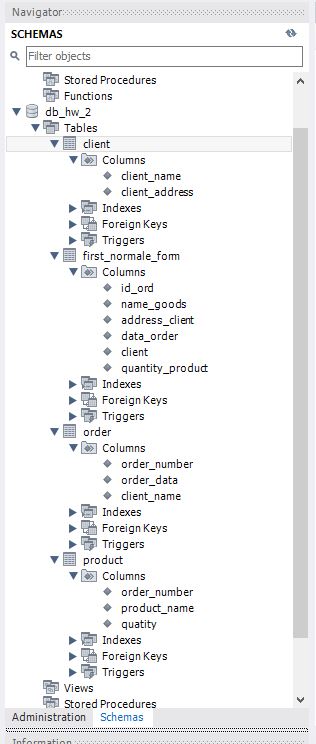 Navigator
SCHEMAS
Filter objects
Stored Procedures
Functions
db_hw_2
Tables
client
Columns
client_name
client_address
Indexes
Foreign Keys
Triggers
first_normale_form
Columns
id_ord
name_goods
address_client
data_order
client
quantity_product
Indexes
Foreign Keys
Triggers
order
Columns
order_number
order_data
client_name
Indexes
Foreign Keys
Triggers
product
Columns
order_number
product_name
quatity
Indexes
Foreign Keys
Triggers
Views
Stored Procedures
Administration Schemas
Information